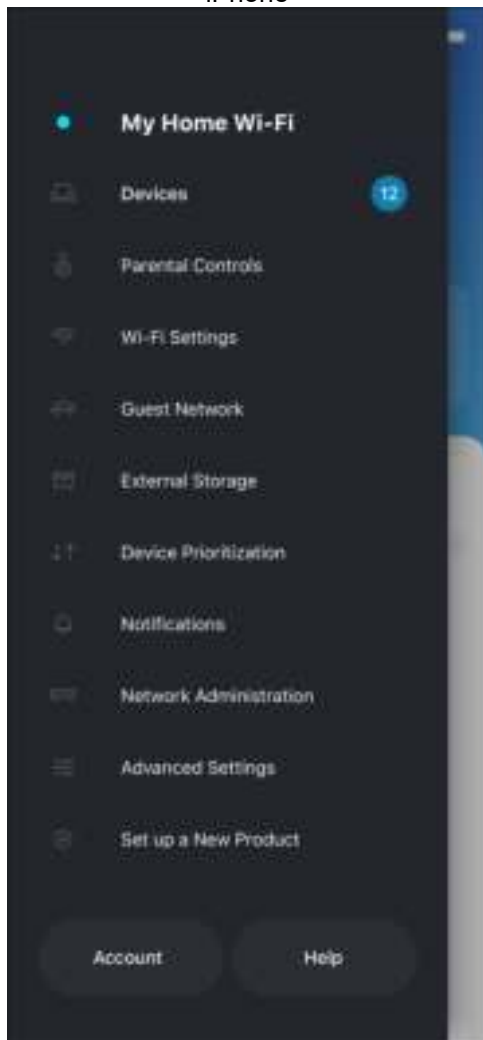 My Home Wi-Fi
Devices 12
Parental Controls
Wi-Fi Settings
Guest Network
External Storage
Device Prioritization
Notifications
Network Administration
Advanced Settings
Set up a New Product
Account Help